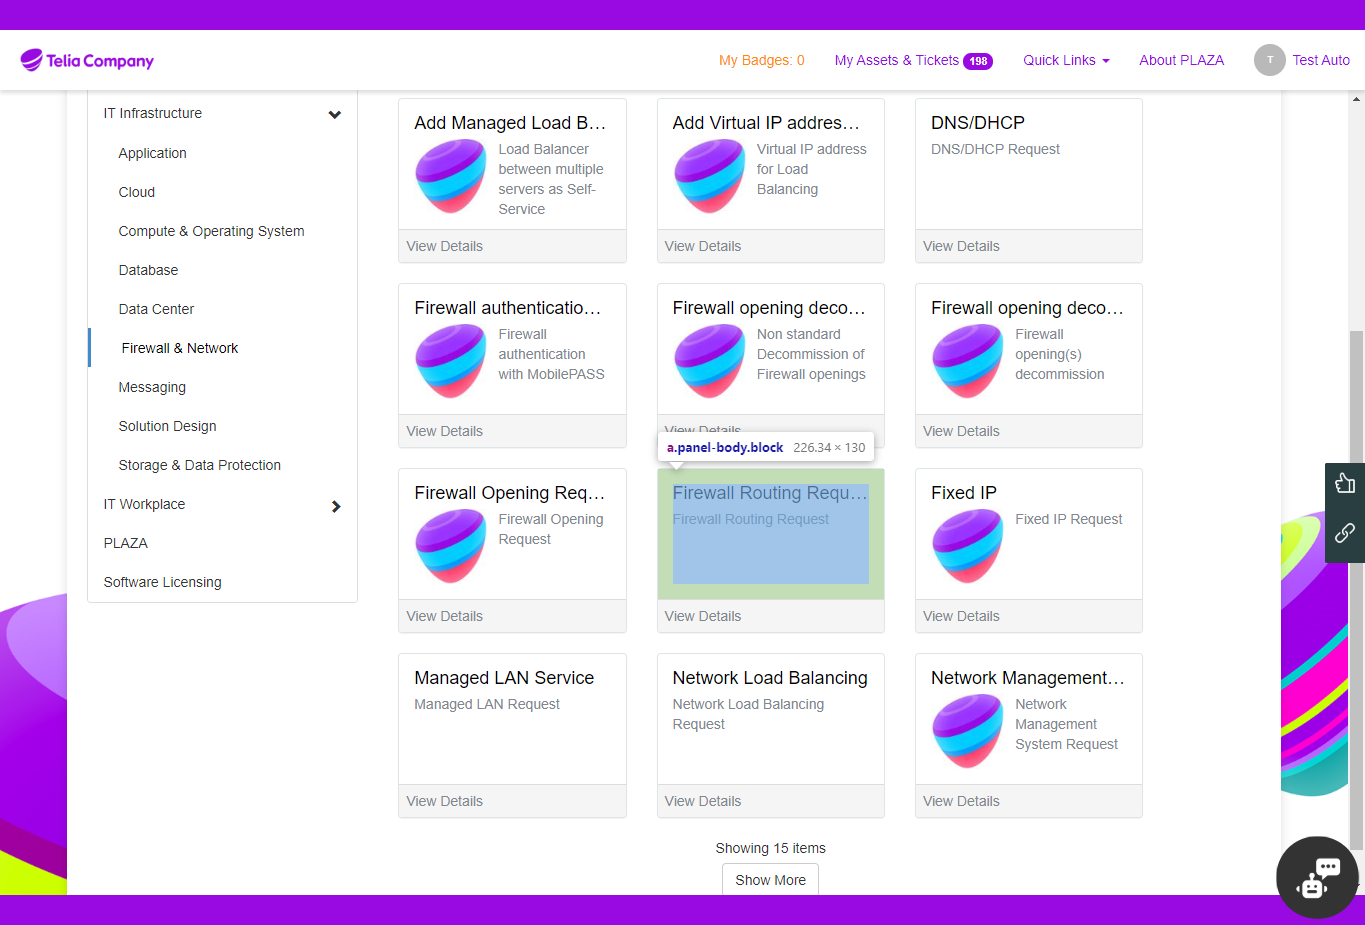 Telia Company
My Badges: 0
My Assets & Tickets 198
Quick Links
About PLAZA
T
Test Auto
IT Infrastructure
Application
Cloud
Compute & Operating System
Database
Data Center
Firewall & Network
Messaging
Solution Design
Storage & Data Protection
IT Workplace
PLAZA
Software Licensing
Add Managed Load B...
Load Balancer
between multiple
servers as Self-
Service
View Details
Add Virtual IP addres...
Virtual IP address
for Load
Balancing
View Details
DNS/DHCP
DNS/DHCP Request
View Details
Firewall authenticatio...
Firewall
authentication
with MobilePASS
View Details
Firewall opening deco...
Non standard
Decommission of
Firewall openings
View Details
Firewall opening deco...
Firewall
opening(s)
decommission
View Details
Firewall Opening Req...
Firewall Opening
Request
View Details
a.panel-body.block 226.34 × 130
Firewall Routing Requ...
Firewall Routing Request
View Details
Fixed IP
Fixed IP Request
View Details
Managed LAN Service
Managed LAN Request
View Details
Network Load Balancing
Network Load Balancing
Request
View Details
Network Management...
Network
Management
System Request
View Details
Showing 15 items
Show More